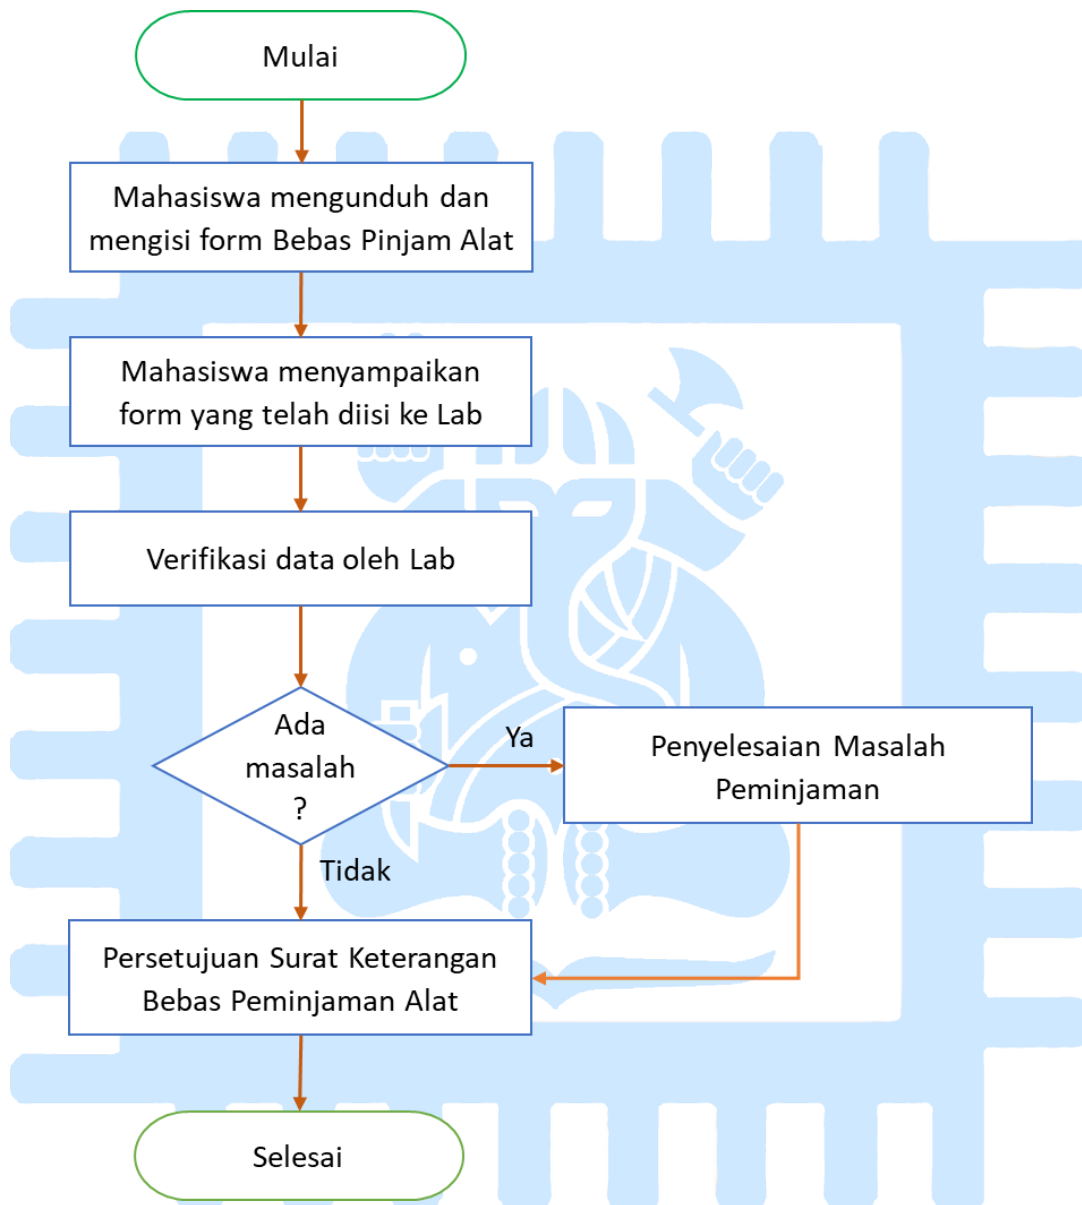 Mulai
Mahasiswa mengunduh dan
mengisi form Bebas Pinjam Alat
Mahasiswa menyampaikan
form yang telah diisi ke Lab
Verifikasi data oleh Lab
Ada
masalah
?
Ya
Penyelesaian Masalah
Peminjaman
Tidak
Persetujuan Surat Keterangan
Bebas Peminjaman Alat
Selesai